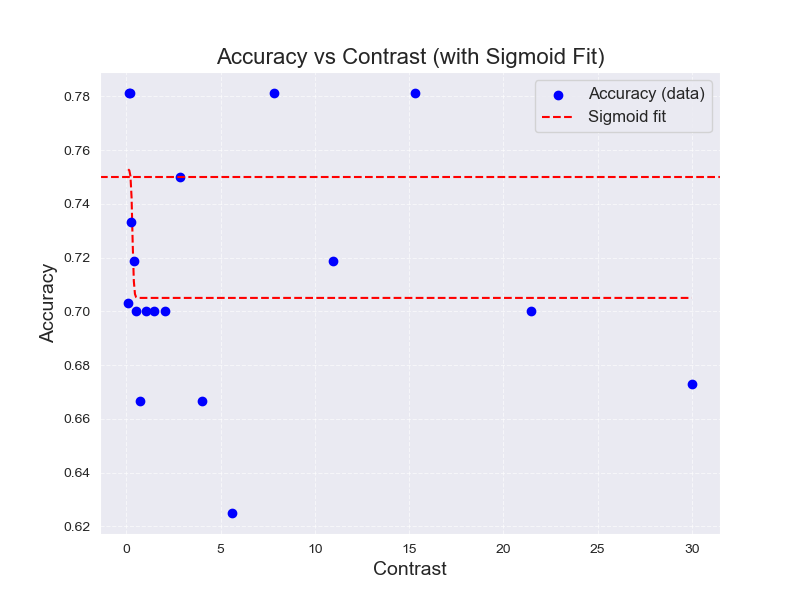 Accuracy vs Contrast (with Sigmoid Fit)
Accuracy (data)
Sigmoid fit
Accuracy
0.78
0.76
0.74
0.72
0.70
0.68
0.66
0.64
0.62
0 5 10 15 20 25 30
Contrast